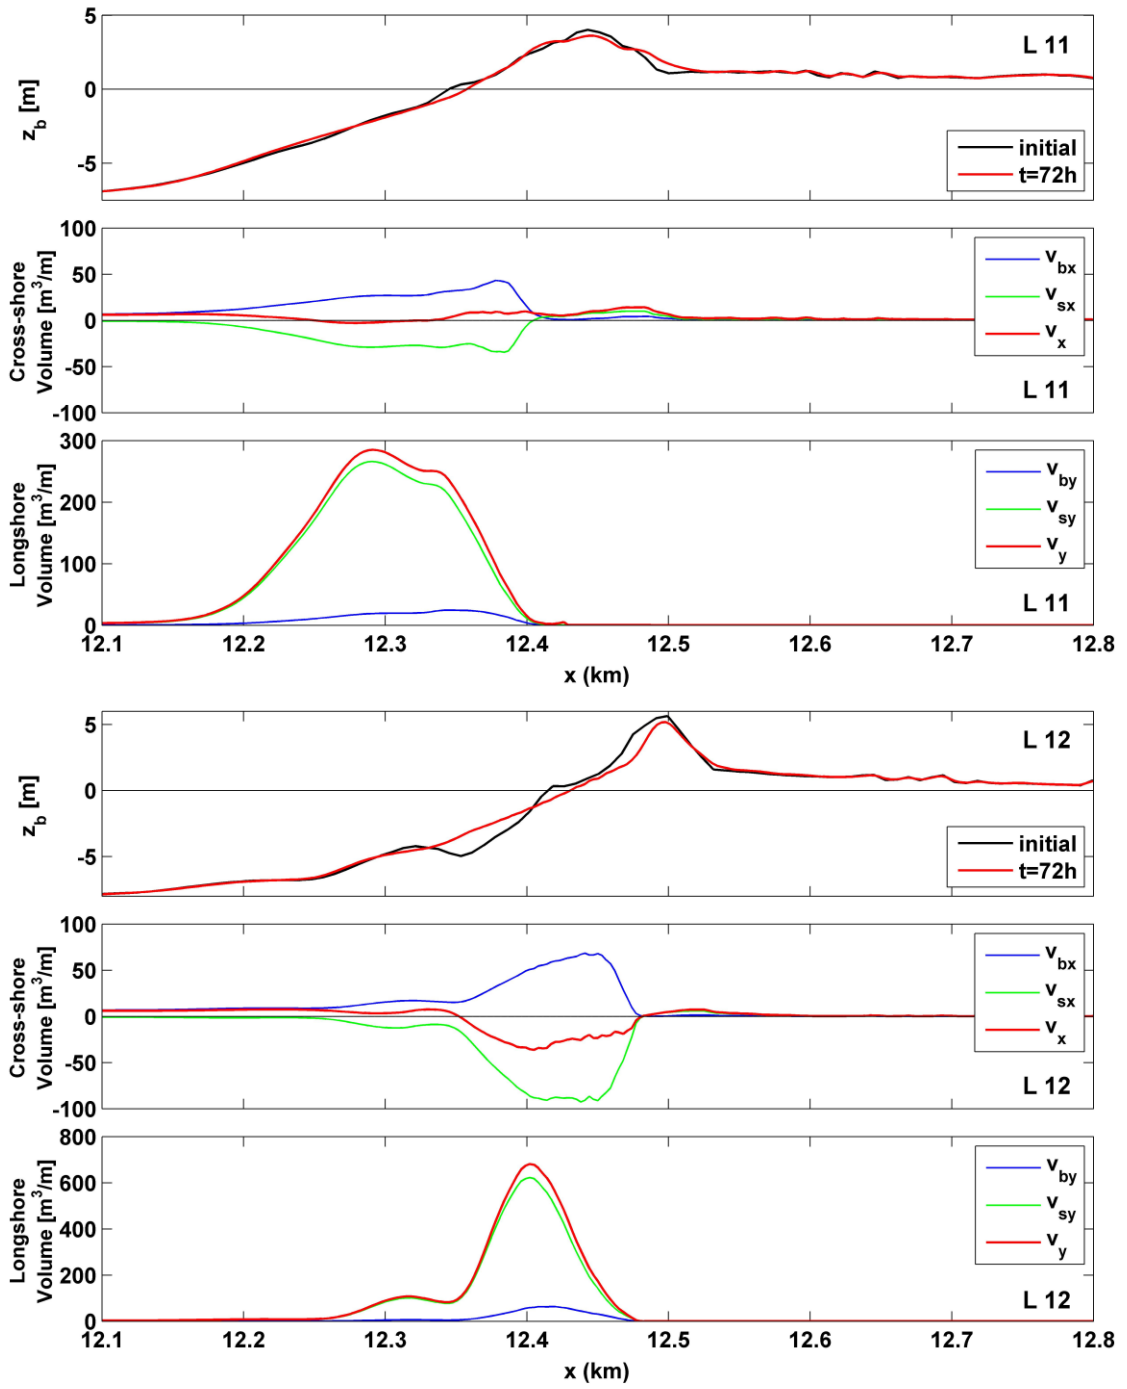 5
0
-5
z_b [m]
L 11
initial
t=72h
100
50
0
-50
-100
Cross-shore
Volume [m³/m]
v_bx
v_sx
v_x
L 11
300
200
100
0
Longshore
Volume [m³/m]
v_by
v_sy
v_y
L 11
12.1 12.2 12.3 12.4 12.5 12.6 12.7 12.8
x (km)
5
0
-5
z_b [m]
L 12
initial
t=72h
100
50
0
-50
-100
Cross-shore
Volume [m³/m]
v_bx
v_sx
v_x
L 12
800
600
400
200
0
Longshore
Volume [m³/m]
v_by
v_sy
v_y
L 12
12.1 12.2 12.3 12.4 12.5 12.6 12.7 12.8
x (km)